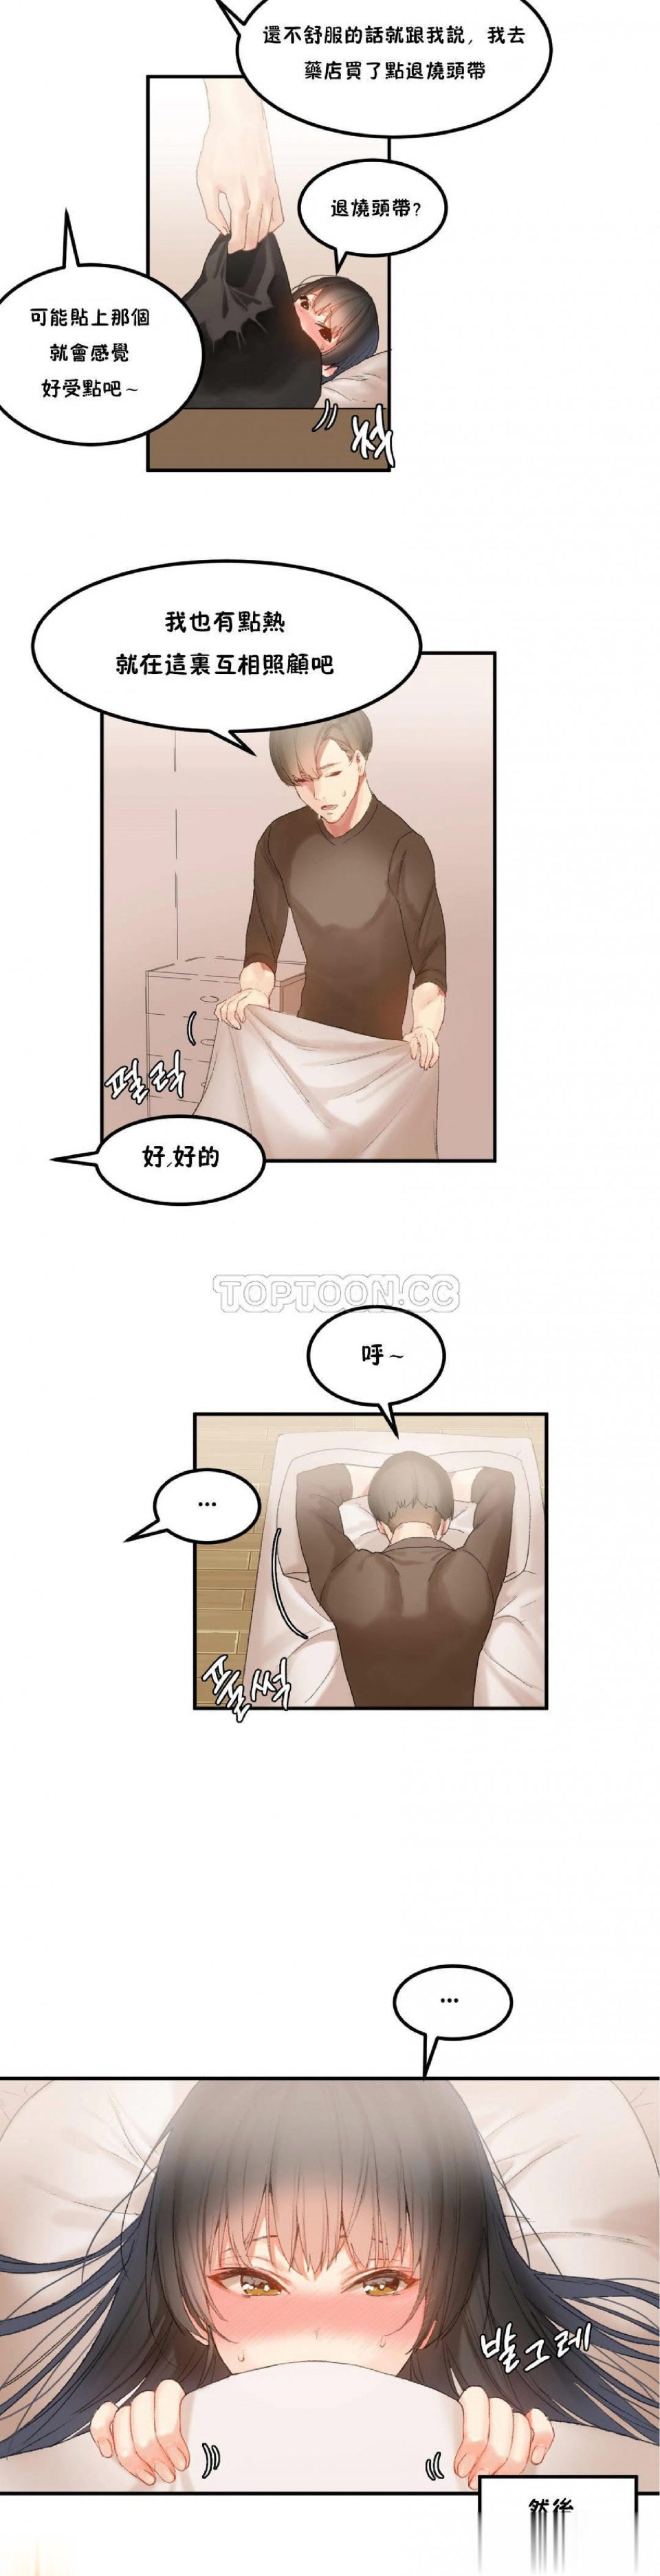 還不舒服的話就跟我説，我去
藥店買了點退燒頭帶
退燒頭帶？
可能貼上那個
就會感覺
好受點吧~
척
我也有點熱
就在這裏互相照顧吧
펄럭
好,好的
TOPTOON.CC
呼~
...
풀썩
...
발그레
然後